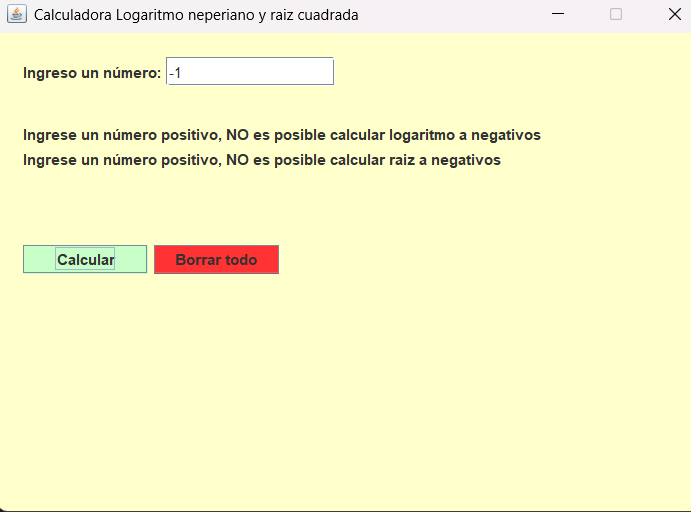 Calculadora Logaritmo neperiano y raiz cuadrada
Ingreso un número: -1
Ingrese un número positivo, NO es posible calcular logaritmo a negativos
Ingrese un número positivo, NO es posible calcular raiz a negativos
Calcular Borrar todo